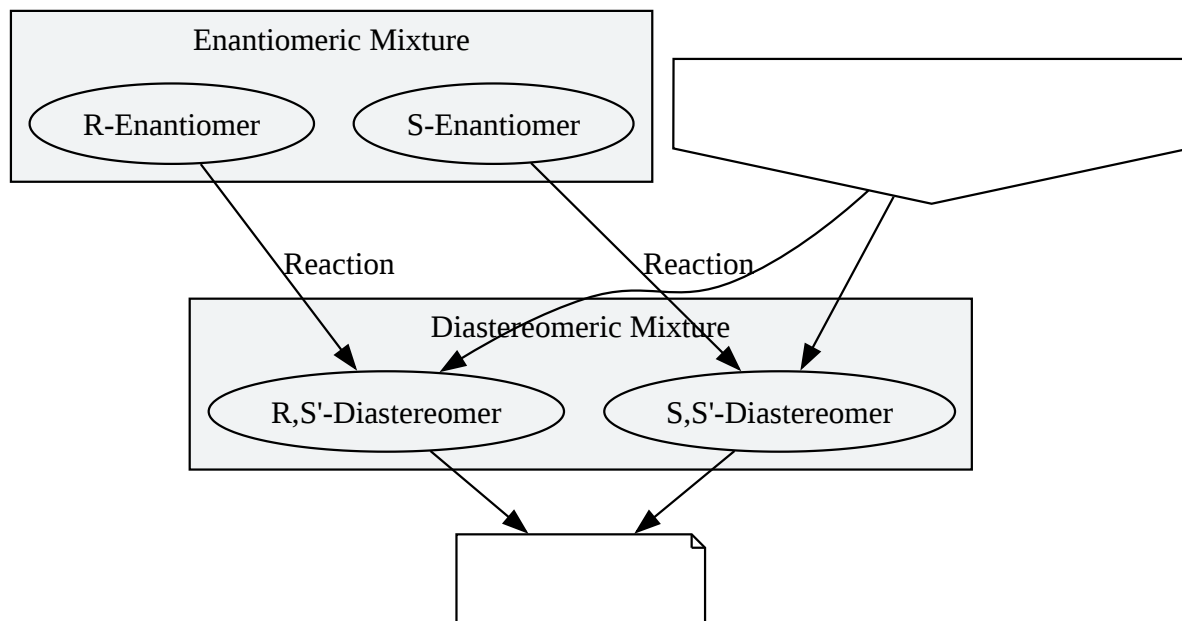 Enantiomeric Mixture
R-Enantiomer
S-Enantiomer
Reaction
Reaction
Diastereomeric Mixture
R,S'-Diastereomer
S,S'-Diastereomer